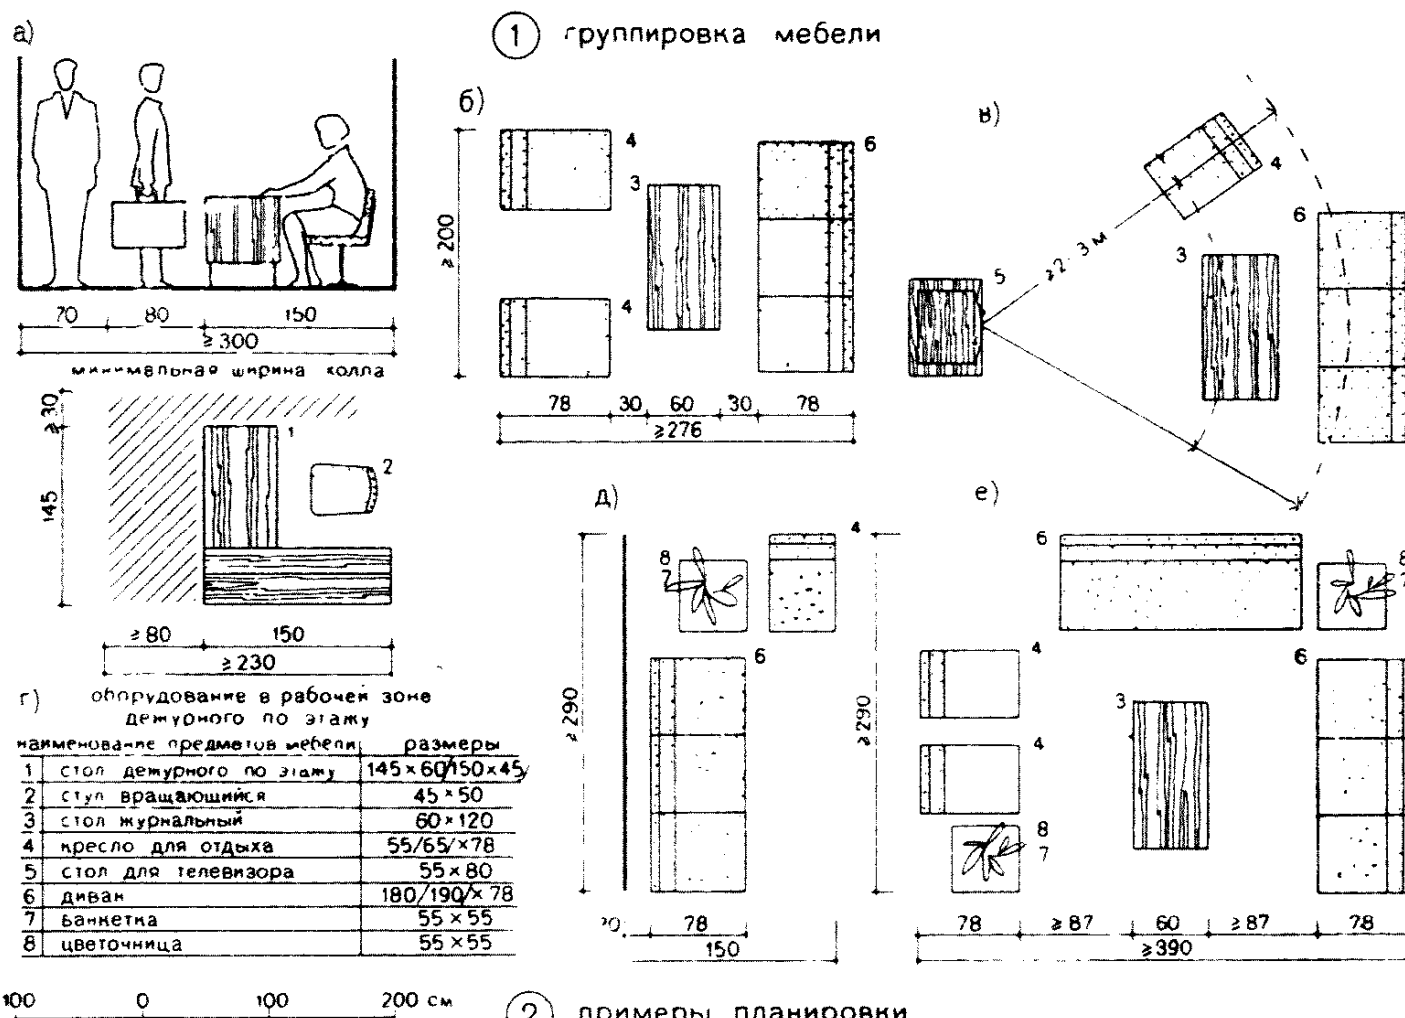 1 группировка мебели
а)
70 80 150
≥300
минимальная ширина холла
≥30
145
1
2
≥80 150
≥230
оборудование в рабочей зоне
дежурного по этажу
б)
≥200
4
3
6
4
78 30 60 30 78
≥276
в)
4
6
3
5
≥2-3 м
г)
наименование предметов мебели размеры
1 стол дежурного по этажу 145×60/150×45/
2 стул вращающийся 45×50
3 стол журнальный 60×120
4 кресло для отдыха 55/65/×78
5 стол для телевизора 55×80
6 диван 180/190/×78
7 банкетка 55×55
8 цветочница 55×55
100 0 100 200 см
д)
≥290
4
8
7
6
78
150
е)
≥290
6
8
7
4
6
3
4
8
7
78 ≥87 60 ≥87 78
≥390
2 примеры планировки